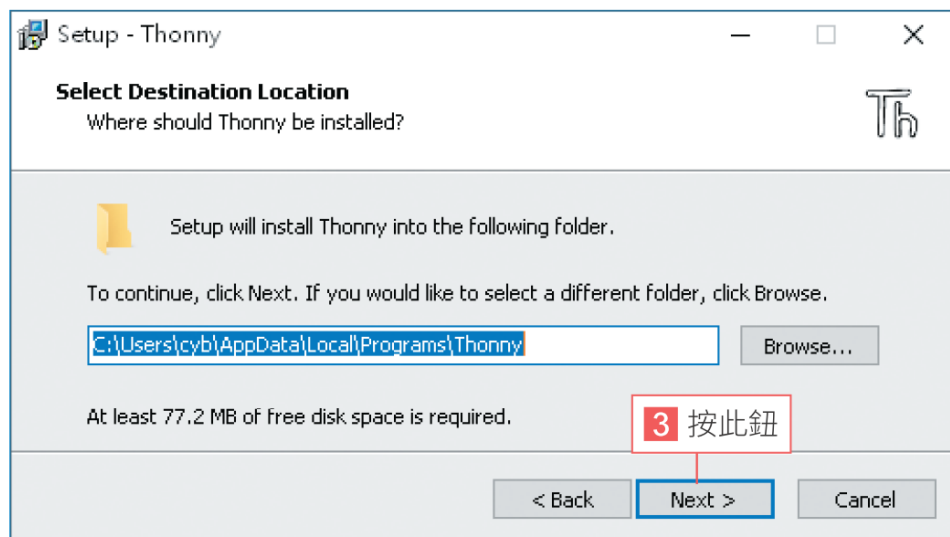 Setup - Thonny
Select Destination Location
Where should Thonny be installed?
Th
Setup will install Thonny into the following folder.
To continue, click Next. If you would like to select a different folder, click Browse.
C:\Users\cyb\AppData\Local\Programs\Thonny
Browse...
At least 77.2 MB of free disk space is required.
3 按此鈕
< Back Next > Cancel